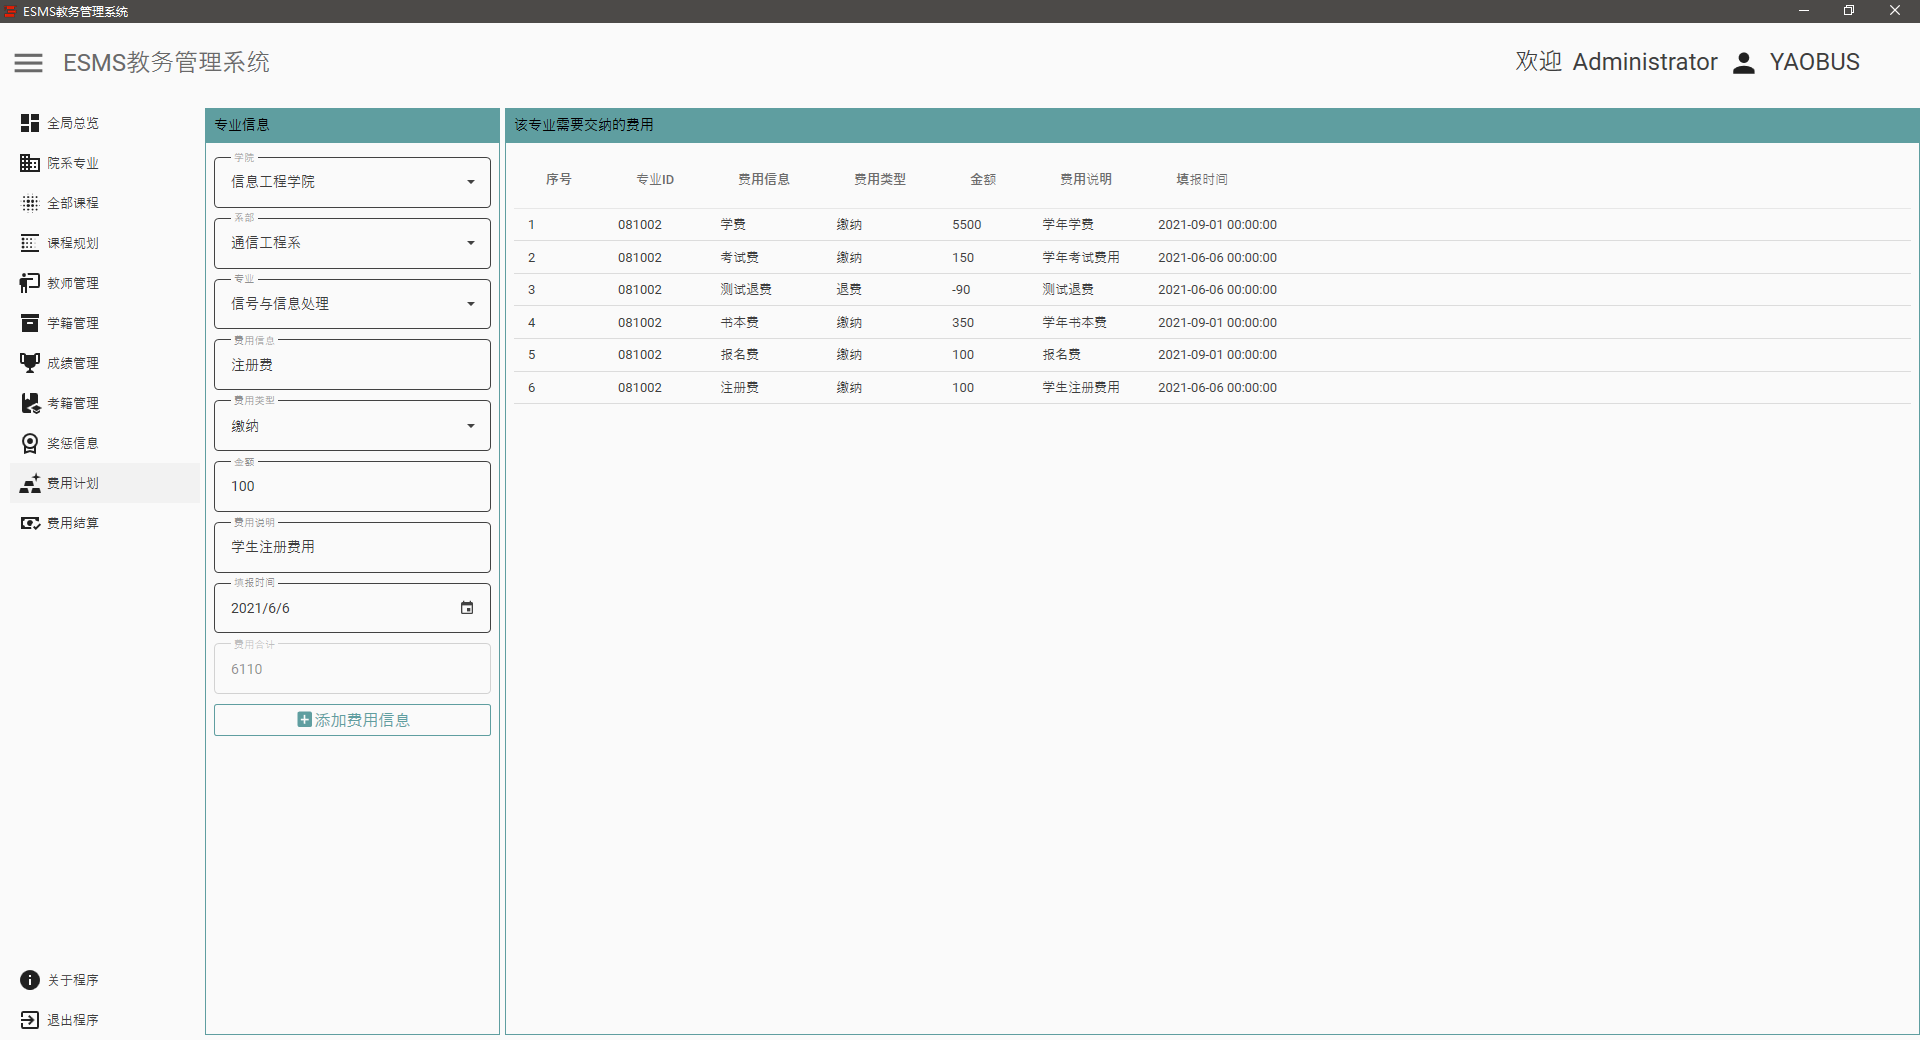 ESMS教务管理系统
ESMS教务管理系统
欢迎 Administrator YAOBUS
全局总览
院系专业
全部课程
课程规划
教师管理
学籍管理
成绩管理
考籍管理
奖惩信息
费用计划
费用结算
关于程序
退出程序
专业信息
学院
信息工程学院
系部
通信工程系
专业
信号与信息处理
费用信息
注册费
费用类型
缴纳
金额
100
费用说明
学生注册费用
填报时间
2021/6/6
费用合计
6110
添加费用信息
该专业需要交纳的费用
序号 专业ID 费用信息 费用类型 金额 费用说明 填报时间
1 081002 学费 缴纳 5500 学年学费 2021-09-01 00:00:00
2 081002 考试费 缴纳 150 学年考试费用 2021-06-06 00:00:00
3 081002 测试退费 退费 -90 测试退费 2021-06-06 00:00:00
4 081002 书本费 缴纳 350 学年书本费 2021-09-01 00:00:00
5 081002 报名费 缴纳 100 报名费 2021-09-01 00:00:00
6 081002 注册费 缴纳 100 学生注册费用 2021-06-06 00:00:00